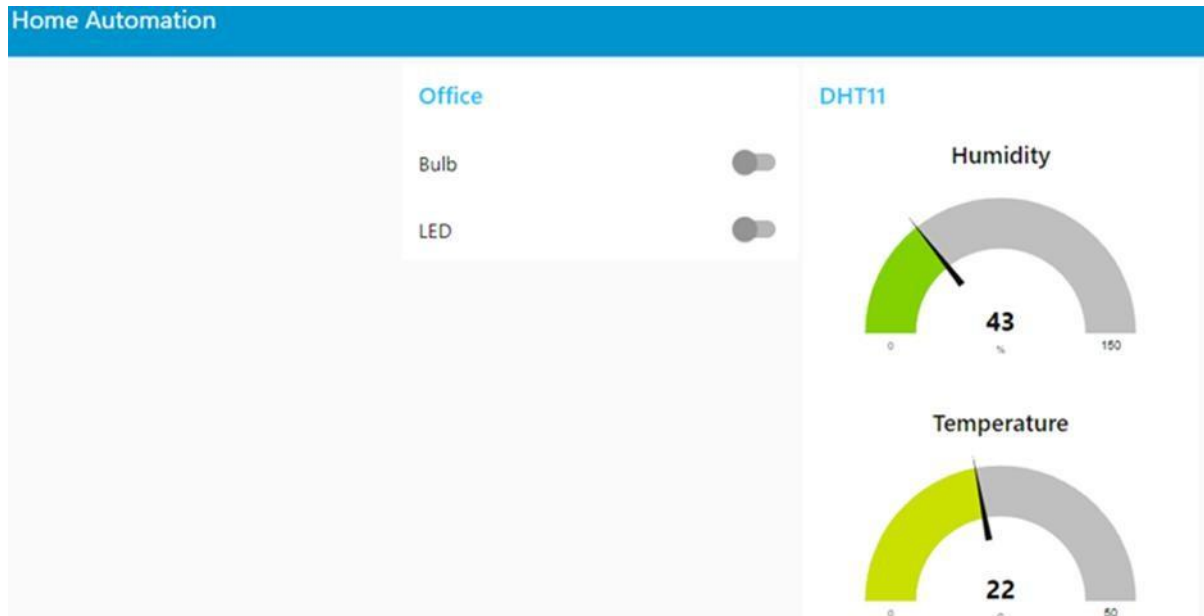 Home Automation
Office
Bulb
LED
DHT11
Humidity
43
%
0
150
Temperature
22
0
50